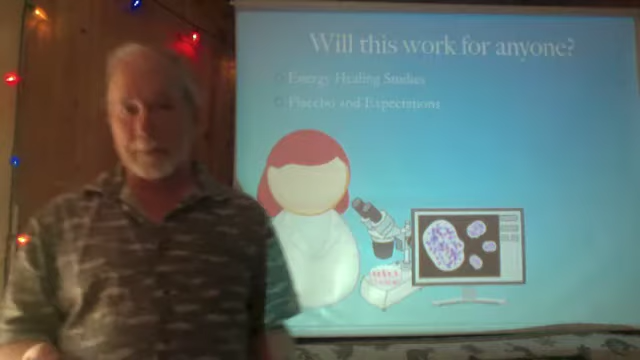 Will this work for anyone?
Energy Healing Studies
Placebo and Expectations